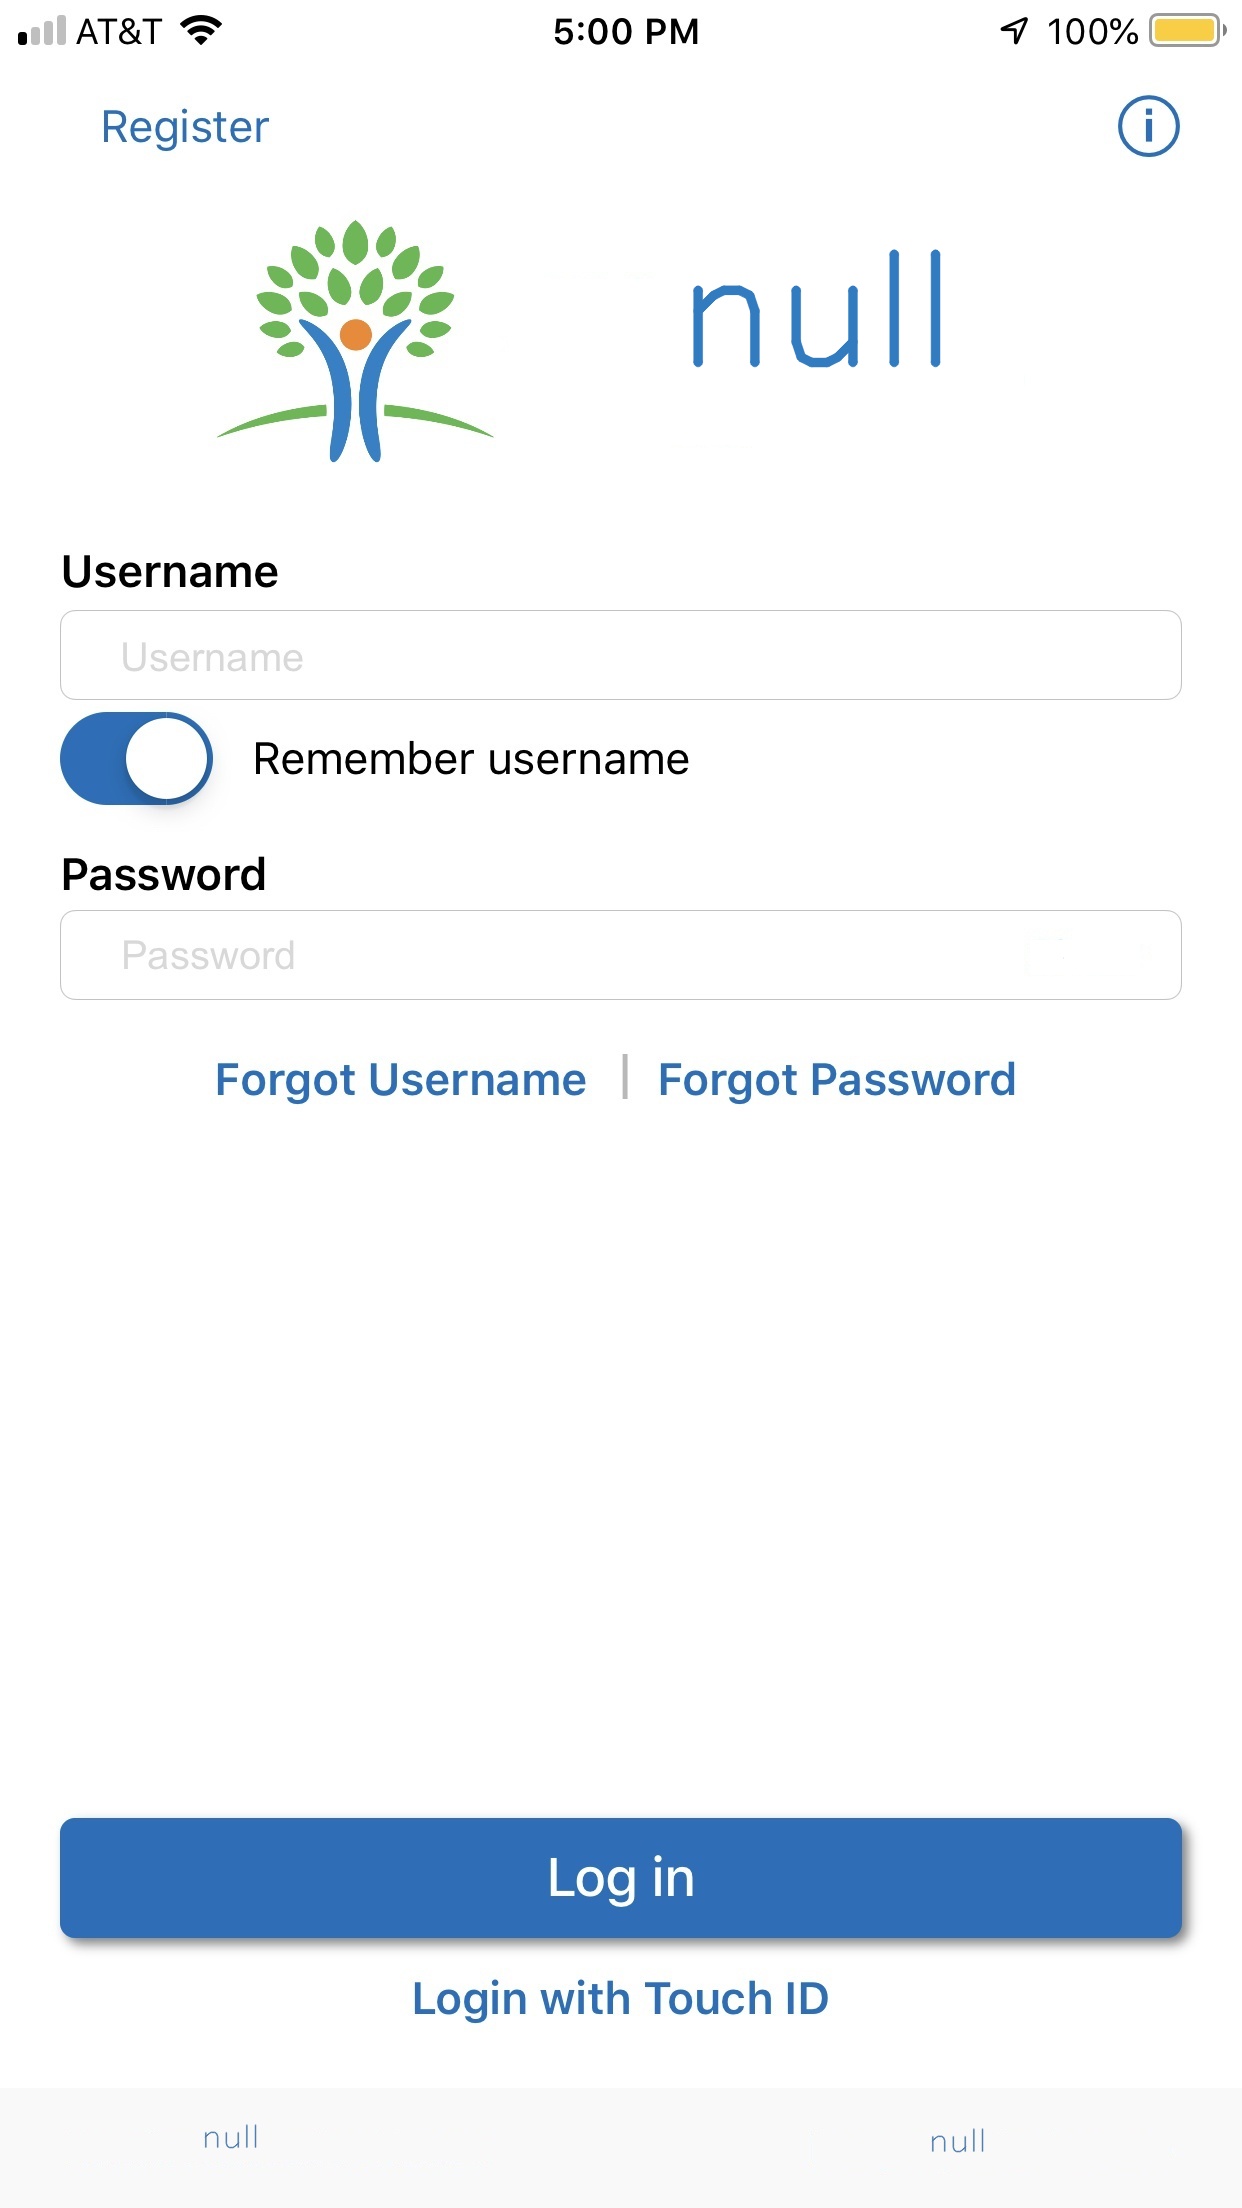 AT&T 5:00 PM 100%
Register
null
Username
Username
Remember username
Password
Password
Forgot Username | Forgot Password
Log in
Login with Touch ID
null null